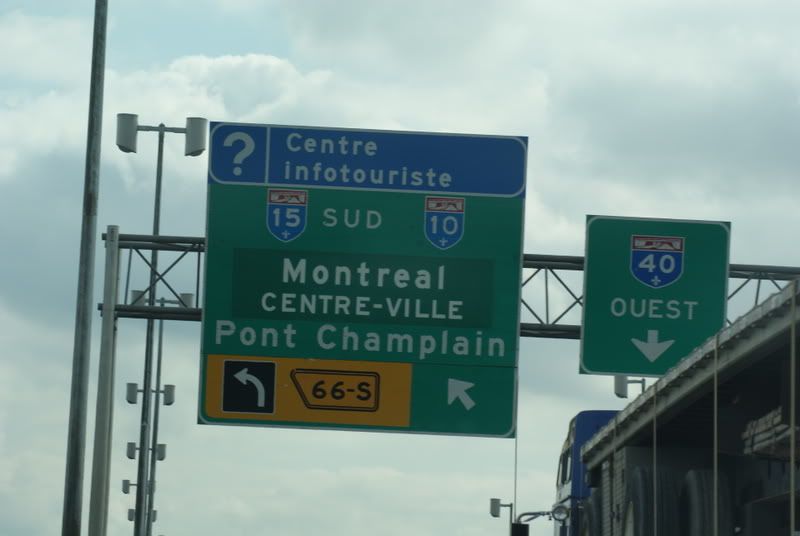 ?
Centre
infotouriste
15 SUD 10
Montreal
CENTRE-VILLE
Pont Champlain
66-S
40
OUEST